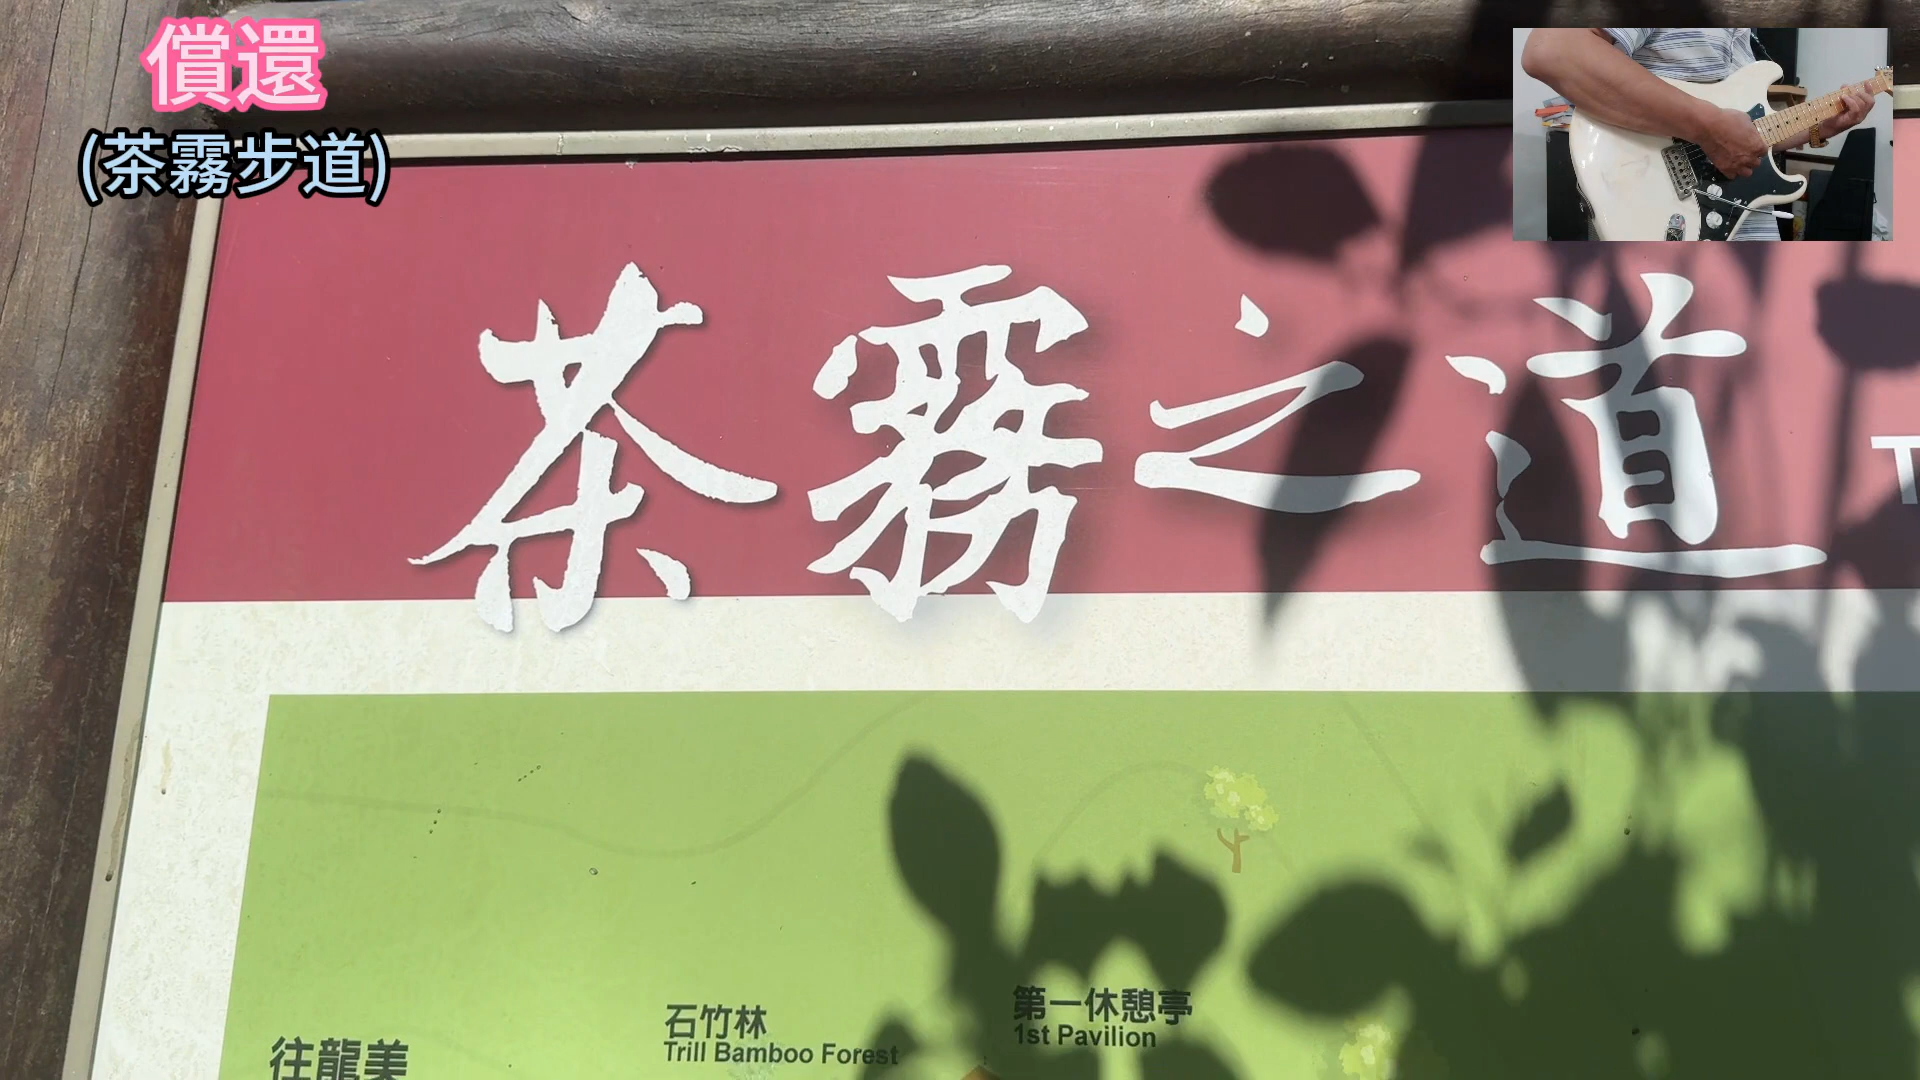 償還
(茶霧步道)
茶霧之道 T
石竹林
Trill Bamboo Forest
第一休憩亭
1st Pavilion
往龍美